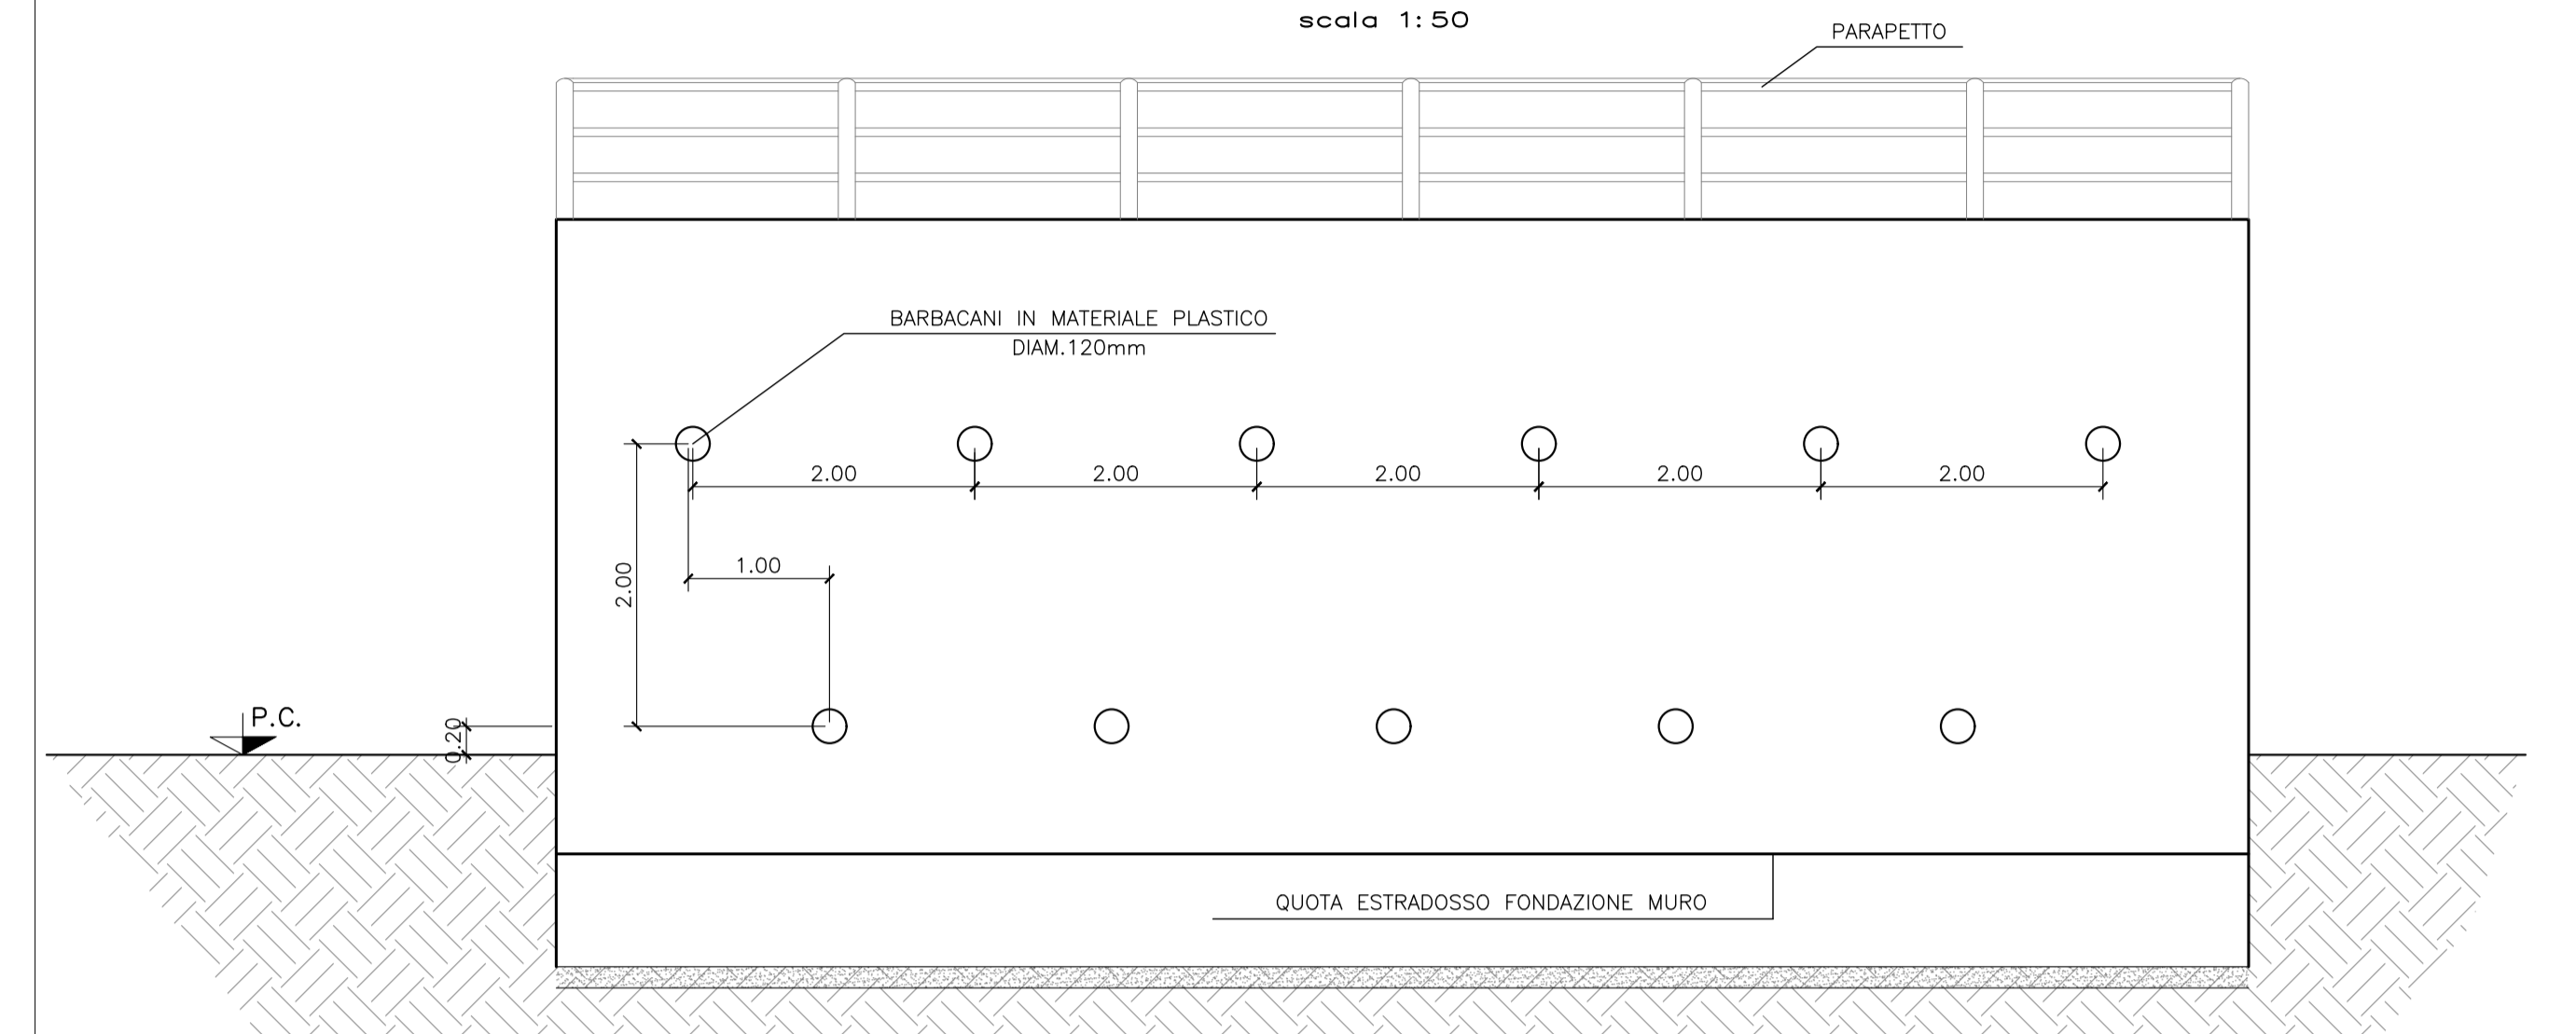 scala 1:50
PARAPETTO
BARBACANI IN MATERIALE PLASTICO
DIAM.120mm
2.00 2.00 2.00 2.00 2.00
1.00
2.00
P.C.
0.20
QUOTA ESTRADOSSO FONDAZIONE MURO